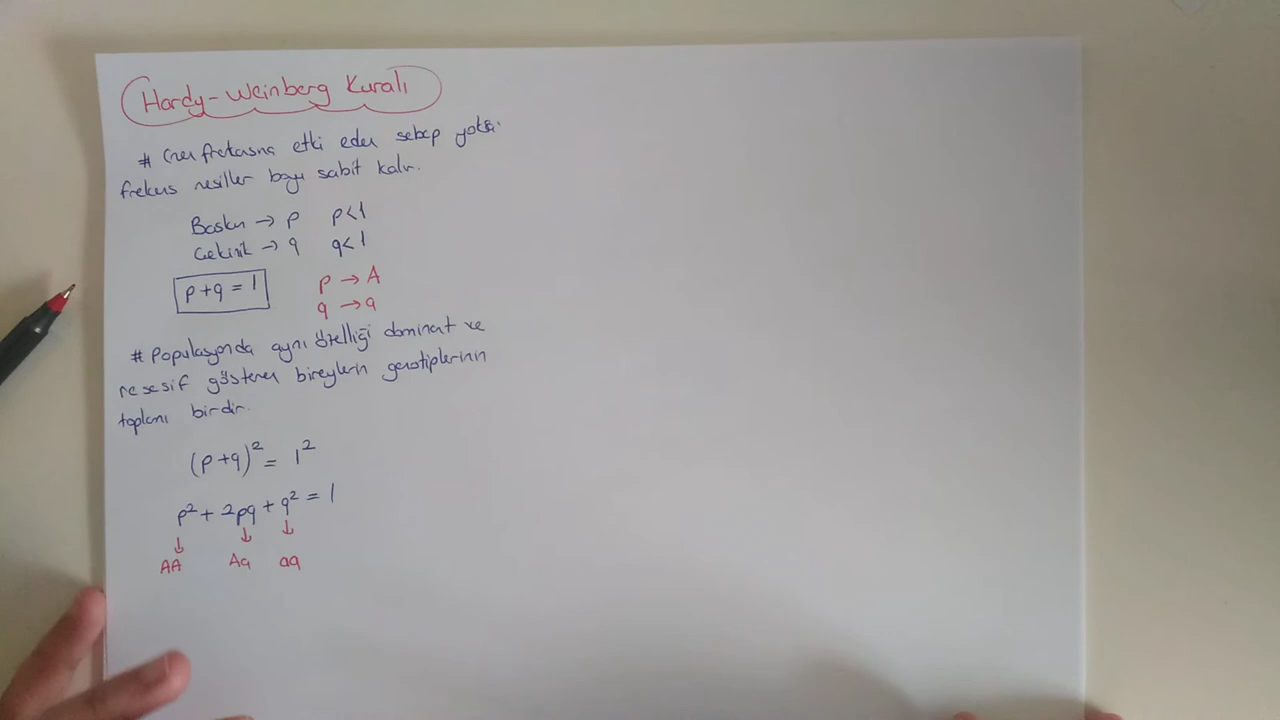 Hardy-Weinberg Kuralı
# Gen frekasına etki eden sebep yoksa
frekans nesiller boyu sabit kalır.
Baskın → p p<1
Çekinik → q q<1
p+q = 1 p → A
q → a
# Populasyonda aynı özelliği dominant ve
resesif gösteren bireylerin genotiplerinin
toplamı birdir.
(p+q)² = 1²
p² + 2pq + q² = 1
↓ ↓ ↓
AA Aa aa